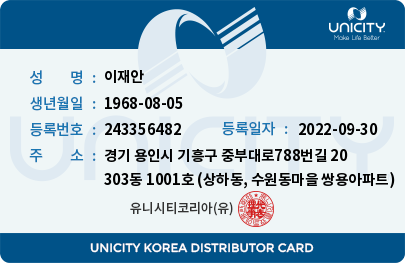 UNICITY
Make Life Better
성 명 : 이재안
생년월일 : 1968-08-05
등록번호 : 243356482 등록일자 : 2022-09-30
UNICITY
주 소 : 경기 용인시 기흥구 중부대로788번길 20
303동 1001호 (상하동, 수원동마을 쌍용아파트)
유니시티코리아(유)
UNICITY KOREA DISTRIBUTOR CARD